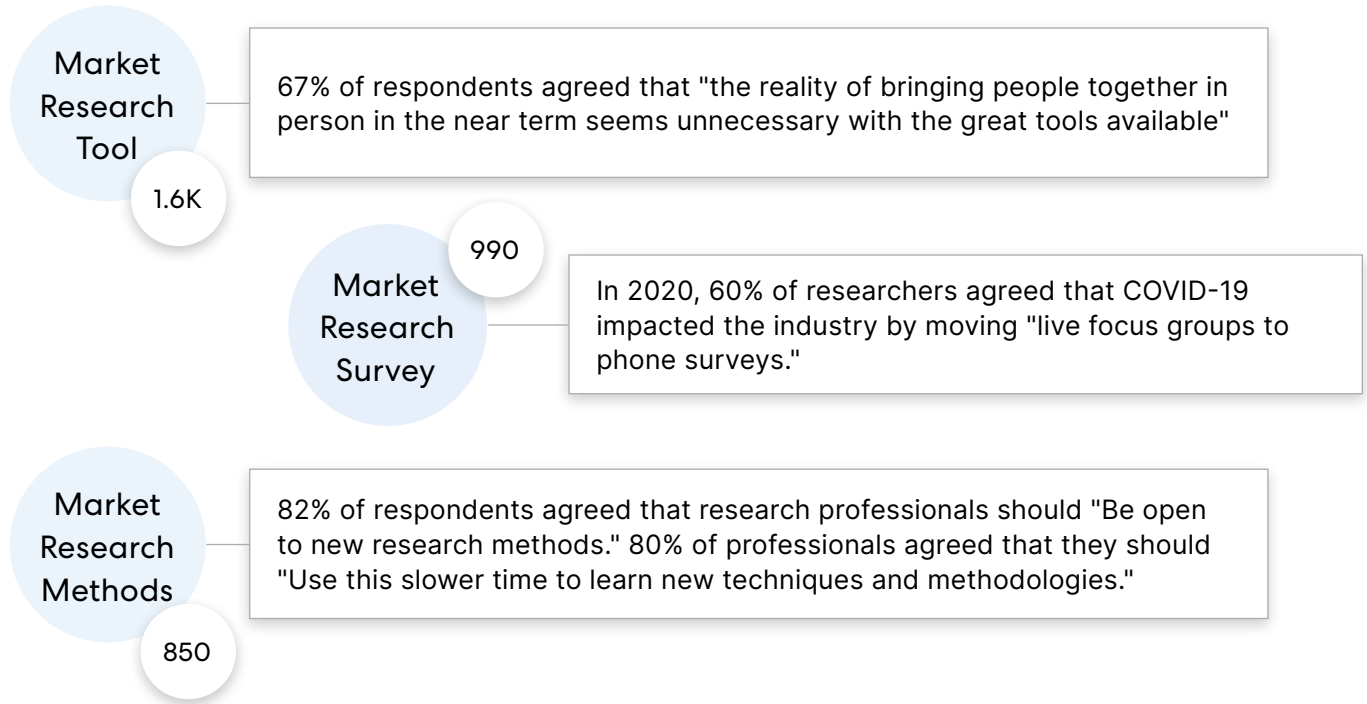 Market
Research
Tool
1.6K
67% of respondents agreed that "the reality of bringing people together in
person in the near term seems unnecessary with the great tools available"
990
Market
Research
Survey
In 2020, 60% of researchers agreed that COVID-19
impacted the industry by moving "live focus groups to
phone surveys."
Market
Research
Methods
850
82% of respondents agreed that research professionals should "Be open
to new research methods." 80% of professionals agreed that they should
"Use this slower time to learn new techniques and methodologies."